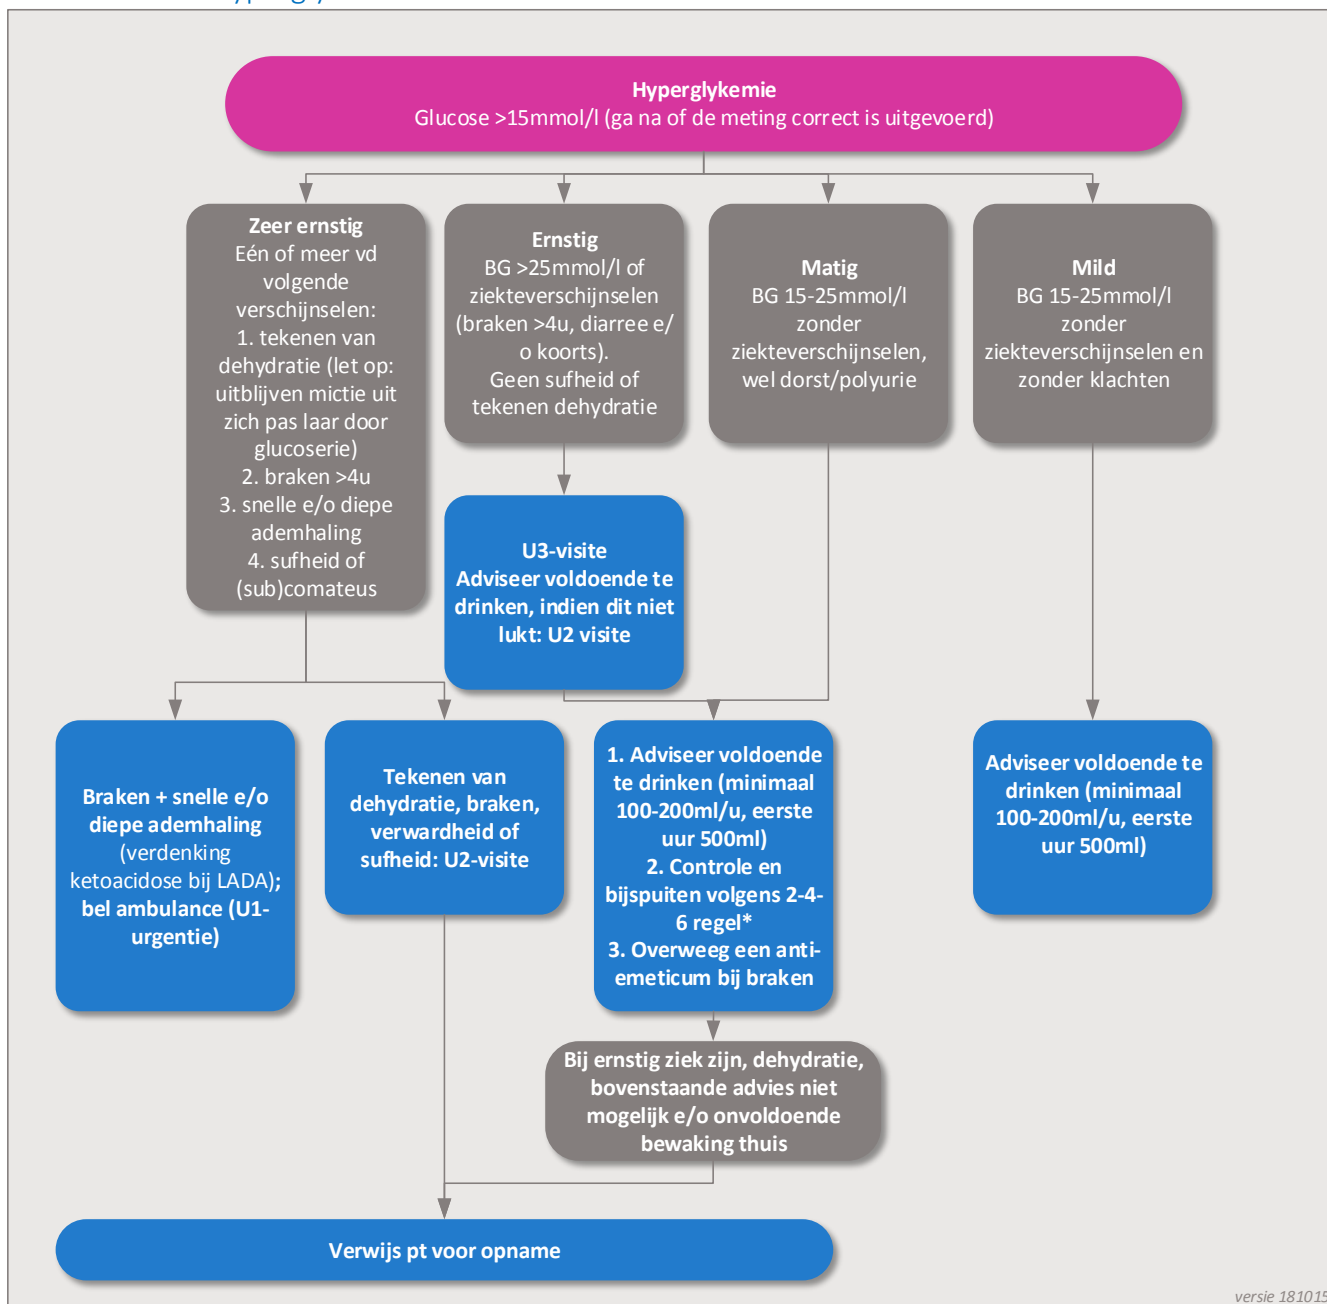 Hyperglykemie
Glucose >15mmol/l (ga na of de meting correct is uitgevoerd)
Zeer ernstig
Eén of meer vd
volgende
verschijnselen:
1. tekenen van
dehydratie (let op:
uitblijven mictie uit
zich pas laar door
glucoserie)
2. braken >4u
3. snelle e/o diepe
ademhaling
4. sufheid of
(sub)comateus
Ernstig
BG >25mmol/l of
ziekteverschijnselen
(braken >4u, diarree e/
o koorts).
Geen sufheid of
tekenen dehydratie
Matig
BG 15-25mmol/l
zonder
ziekteverschijnselen,
wel dorst/polyurie
Mild
BG 15-25mmol/l
zonder
ziekteverschijnselen en
zonder klachten
U3-visite
Adviseer voldoende te
drinken, indien dit niet
lukt: U2 visite
Braken + snelle e/o
diepe ademhaling
(verdenking
ketoacidose bij LADA);
bel ambulance (U1-
urgentie)
Tekenen van
dehydratie, braken,
verwardheid of
sufheid: U2-visite
1. Adviseer voldoende
te drinken (minimaal
100-200ml/u, eerste
uur 500ml)
2. Controle en
bijspuiten volgens 2-4-
6 regel*
3. Overweeg een anti-
emeticum bij braken
Adviseer voldoende te
drinken (minimaal
100-200ml/u, eerste
uur 500ml)
Bij ernstig ziek zijn, dehydratie,
bovenstaande advies niet
mogelijk e/o onvoldoende
bewaking thuis
Verwijs pt voor opname
versie 181015